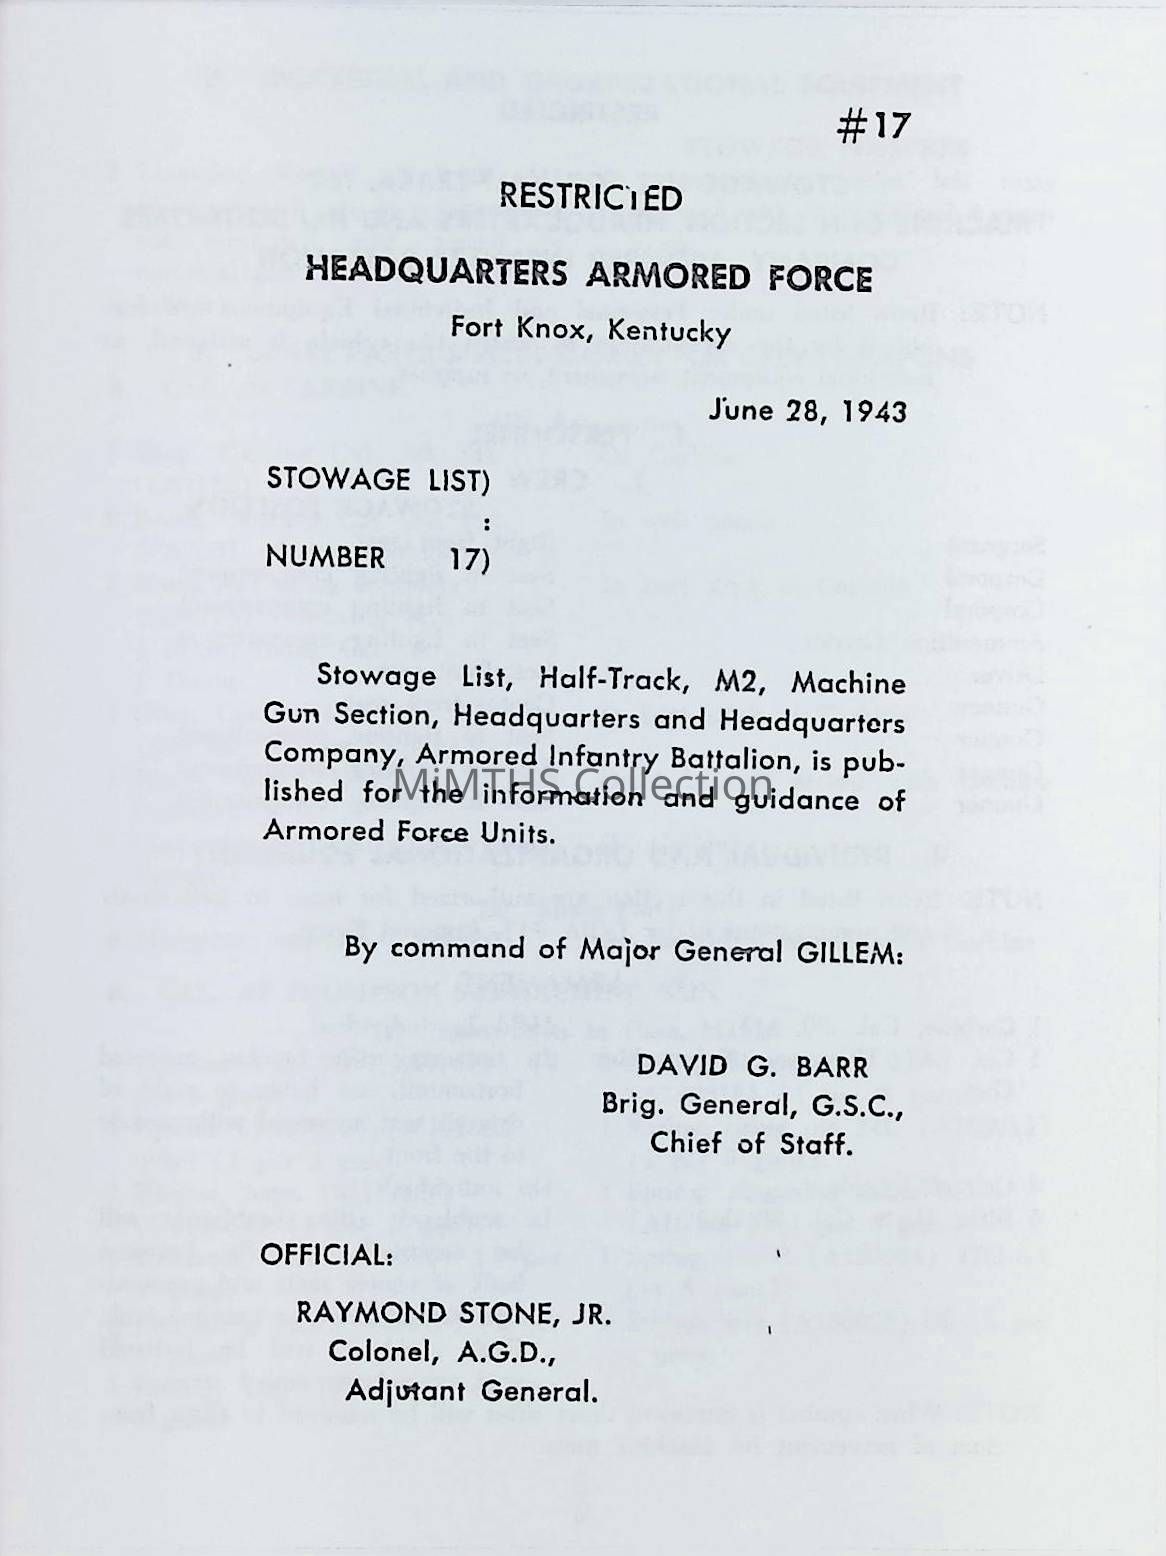 #17
RESTRICTED
HEADQUARTERS ARMORED FORCE
Fort Knox, Kentucky
June 28, 1943
STOWAGE LIST)
:
NUMBER 17)
Stowage List, Half-Track, M2, Machine
Gun Section, Headquarters and Headquarters
Company, Armored Infantry Battalion, is pub-
lished for the information and guidance of
Armored Force Units.
MiMTHS Collection
By command of Major General GILLEM:
DAVID G. BARR
Brig. General, G.S.C.,
Chief of Staff.
OFFICIAL:
RAYMOND STONE, JR.
Colonel, A.G.D.,
Adjutant General.